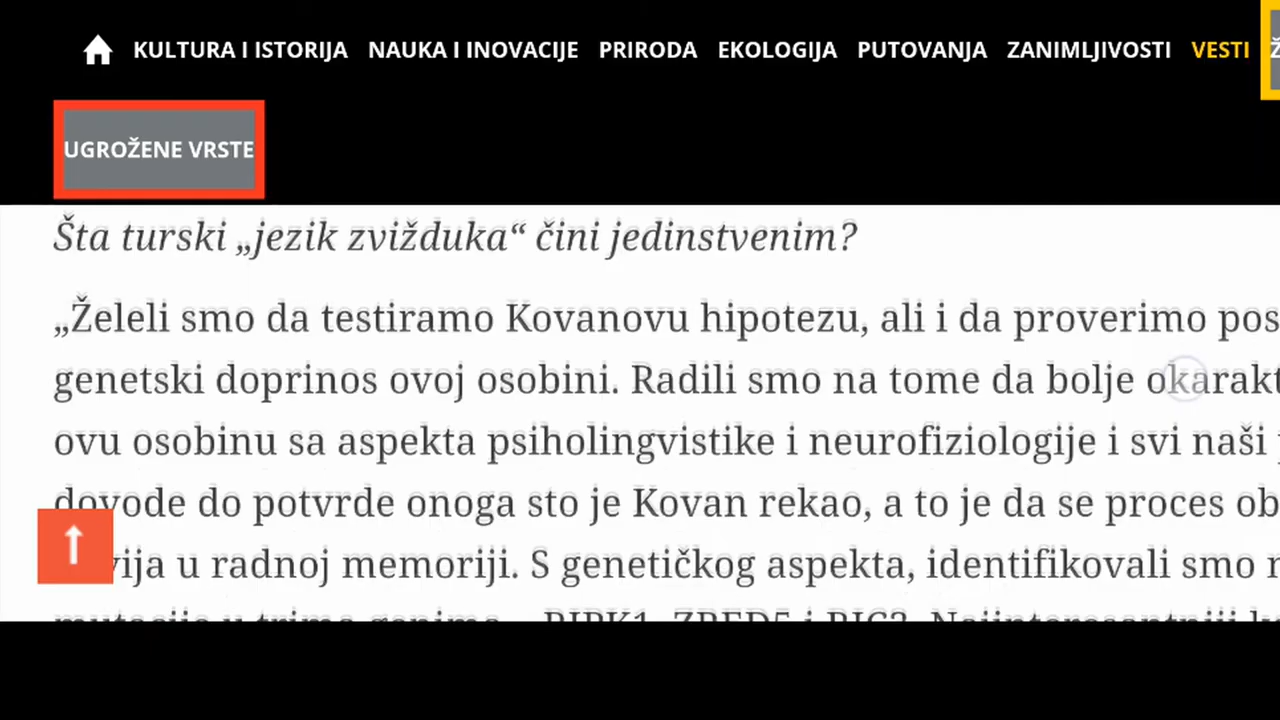 KULTURA I ISTORIJA NAUKA I INOVACIJE PRIRODA EKOLOGIJA PUTOVANJA ZANIMLJIVOSTI VESTI
UGROŽENE VRSTE
Šta turski „jezik zvižduka“ čini jedinstvenim?
„Želeli smo da testiramo Kovanovu hipotezu, ali i da proverimo pos
genetski doprinos ovoj osobini. Radili smo na tome da bolje okarakt
ovu osobinu sa aspekta psiholingvistike i neurofiziologije i svi naši
dovode do potvrde onoga sto je Kovan rekao, a to je da se proces ob
vija u radnoj memoriji. S genetičkog aspekta, identifikovali smo